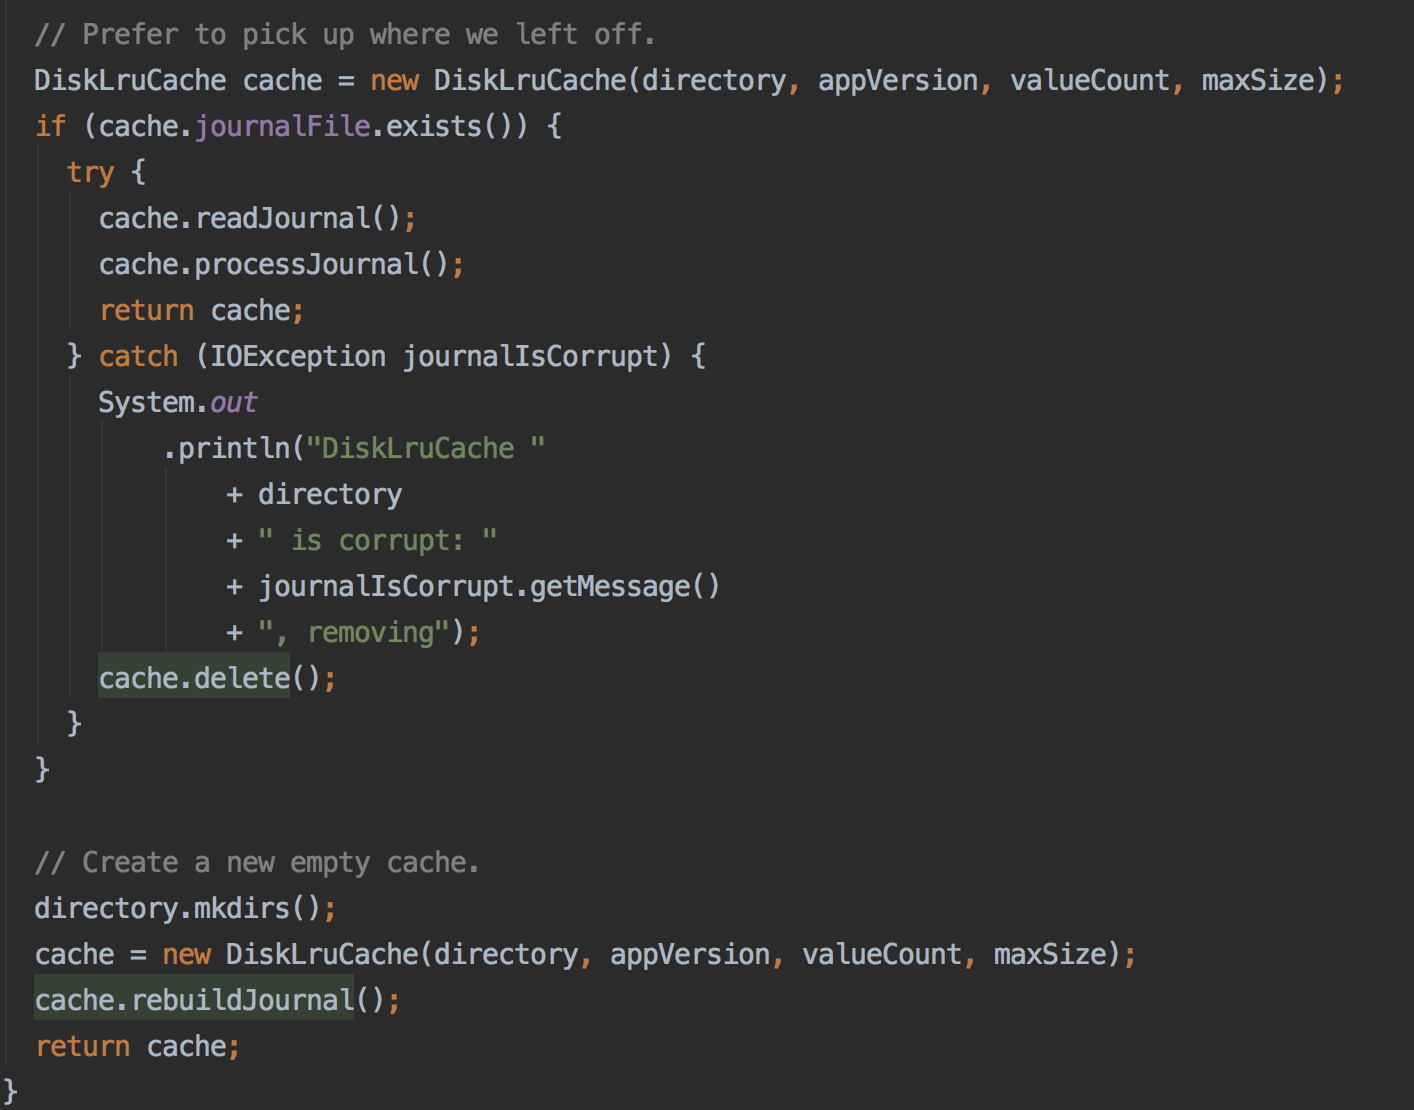 // Prefer to pick up where we left off.
DiskLruCache cache = new DiskLruCache(directory, appVersion, valueCount, maxSize);
if (cache.journalFile.exists()) {
  try {
    cache.readJournal();
    cache.processJournal();
    return cache;
  } catch (IOException journalIsCorrupt) {
    System.out
        .println("DiskLruCache "
            + directory
            + " is corrupt: "
            + journalIsCorrupt.getMessage()
            + ", removing");
    cache.delete();
  }
}

// Create a new empty cache.
directory.mkdirs();
cache = new DiskLruCache(directory, appVersion, valueCount, maxSize);
cache.rebuildJournal();
return cache;
}